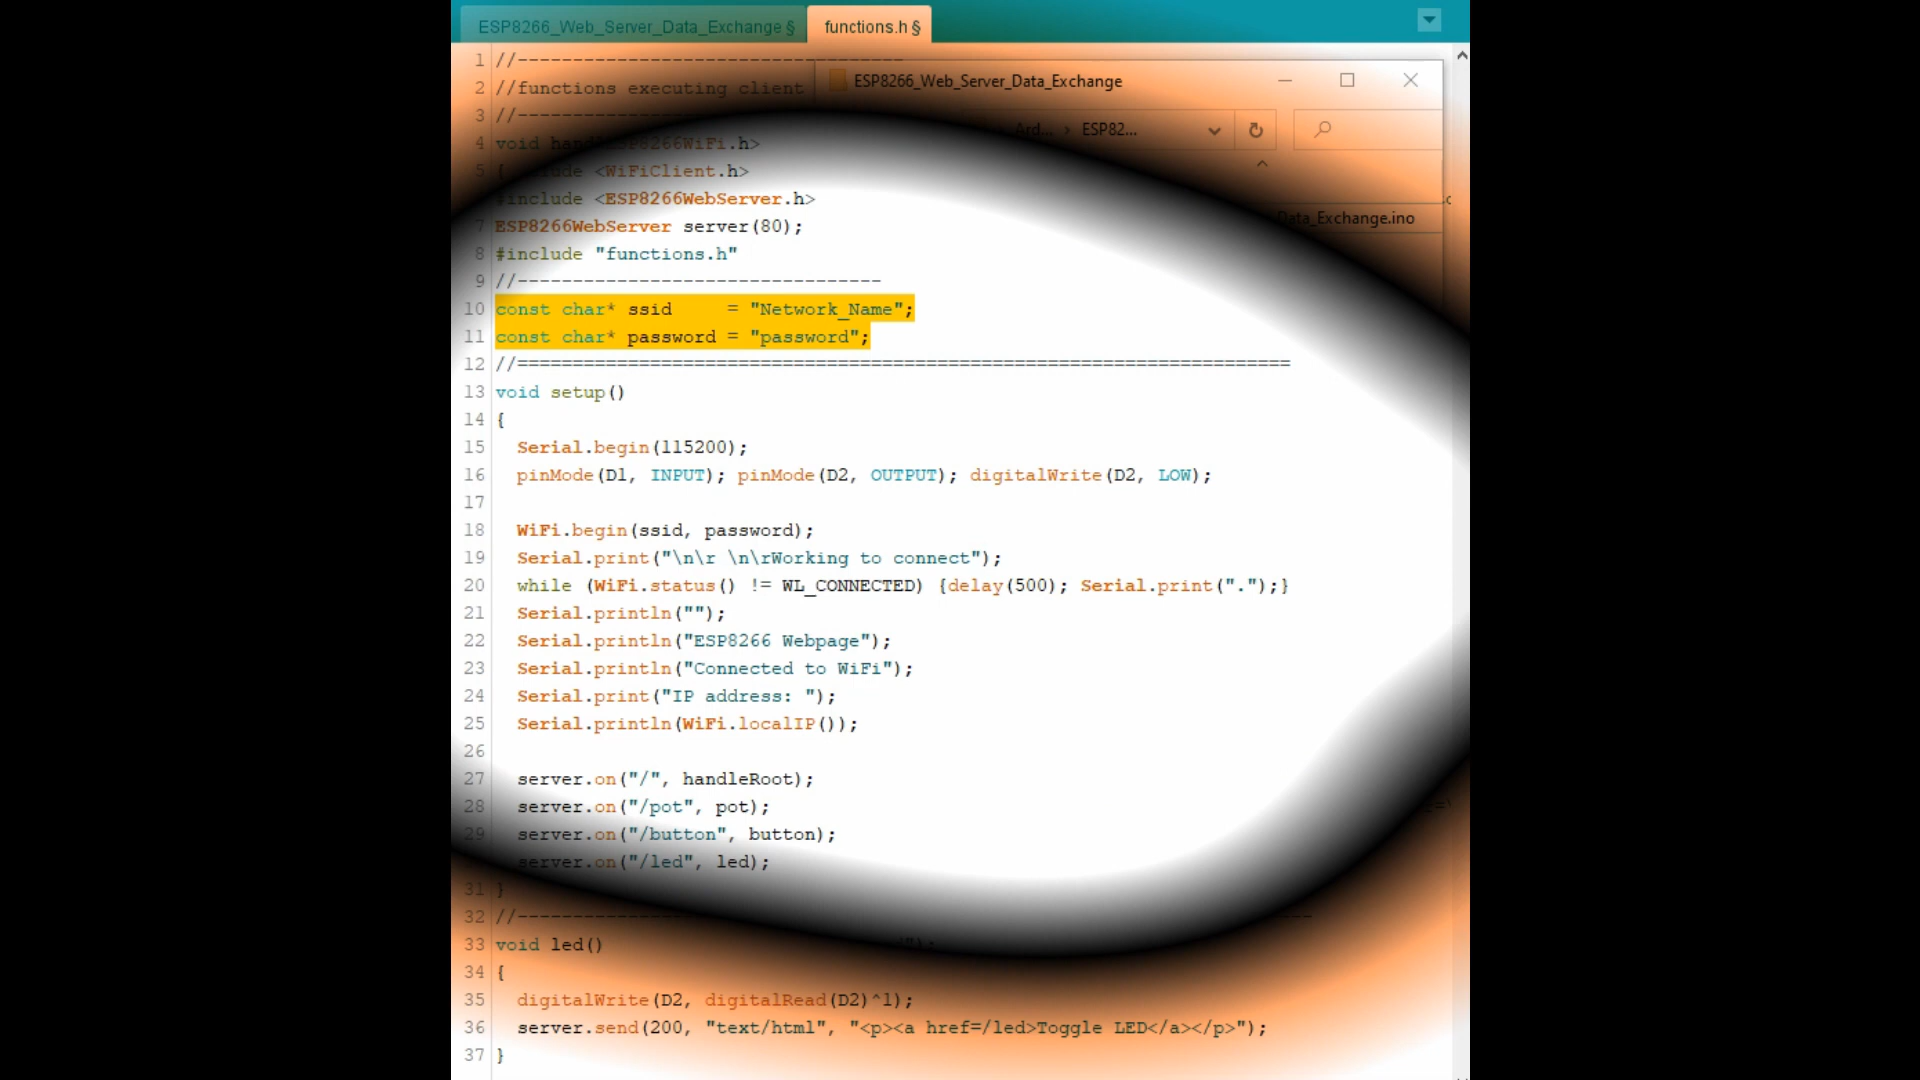 ESP8266_Web_Server_Data_Exchange § functions.h §
ESP8266_Web_Server_Data_Exchange
Ard... › ESP82...
Data_Exchange.ino
1 //-----------------------------------
2 //functions executing client
3 //
4 void hand ESP8266WiFi.h>
5 { <WiFiClient.h>
#include <ESP8266WebServer.h>
7 ESP8266WebServer server(80);
8 #include "functions.h"
9 //---------------------------------
10 const char* ssid     = "Network_Name";
11 const char* password = "password";
12 //======================================================================
13 void setup()
14 {
15 Serial.begin(115200);
16 pinMode(D1, INPUT); pinMode(D2, OUTPUT); digitalWrite(D2, LOW);
17
18 WiFi.begin(ssid, password);
19 Serial.print("\n\r \n\rWorking to connect");
20 while (WiFi.status() != WL_CONNECTED) {delay(500); Serial.print(".");}
21 Serial.println("");
22 Serial.println("ESP8266 Webpage");
23 Serial.println("Connected to WiFi");
24 Serial.print("IP address: ");
25 Serial.println(WiFi.localIP());
26
27 server.on("/", handleRoot);
28 server.on("/pot", pot);
29 server.on("/button", button);
server.on("/led", led);
31 }
32 //-----------------------------------
33 void led()
34 {
35 digitalWrite(D2, digitalRead(D2)^1);
36 server.send(200, "text/html", "<p><a href=/led>Toggle LED</a></p>");
37 }